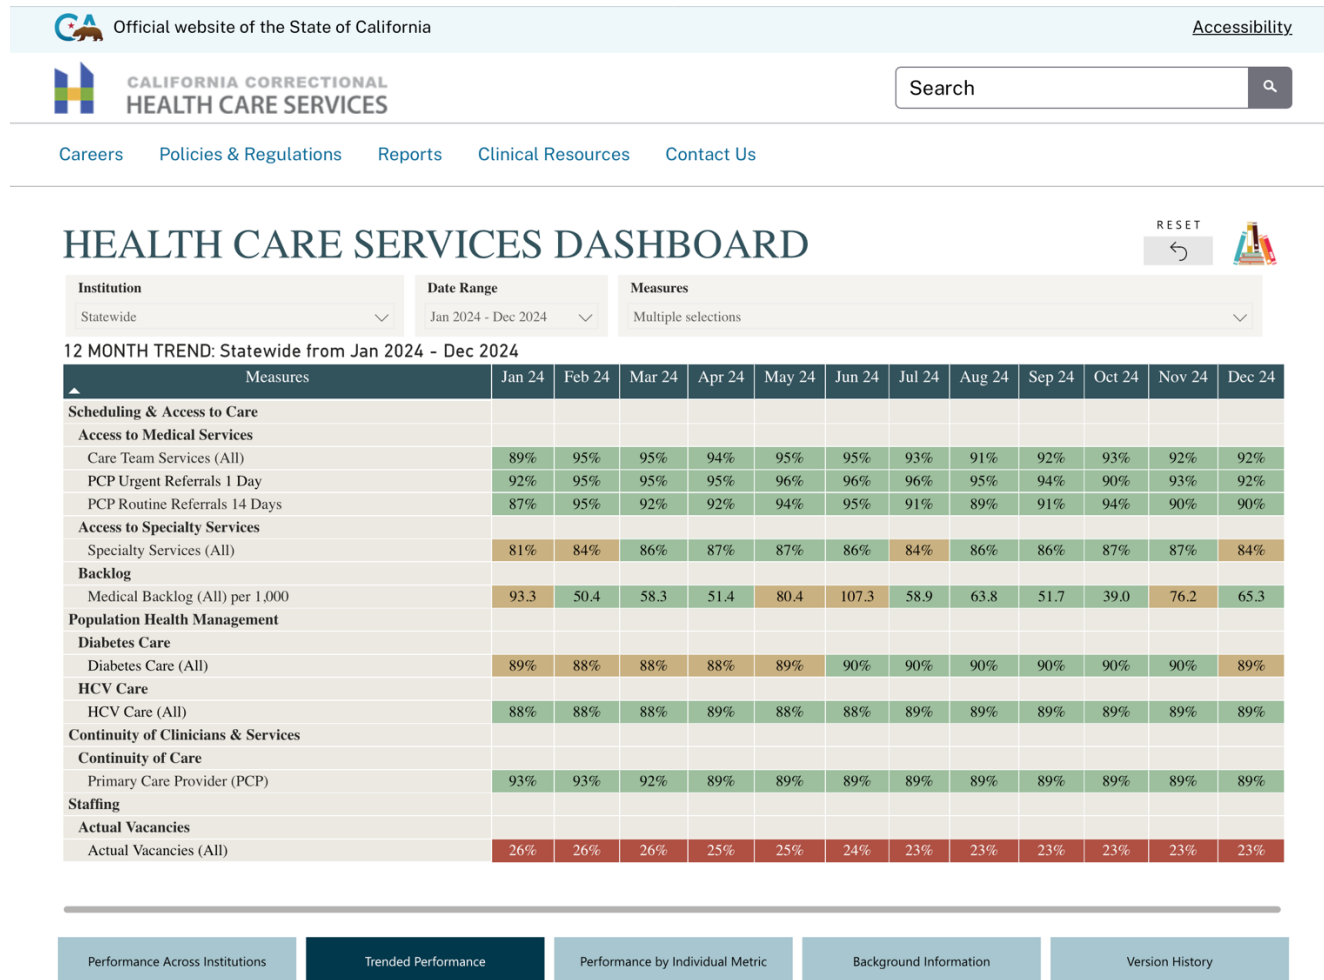 Official website of the State of California
Accessibility
CALIFORNIA CORRECTIONAL
HEALTH CARE SERVICES
Search
Careers Policies & Regulations Reports Clinical Resources Contact Us
HEALTH CARE SERVICES DASHBOARD
RESET
Institution Date Range Measures
Statewide Jan 2024 - Dec 2024 Multiple selections
12 MONTH TREND: Statewide from Jan 2024 - Dec 2024
Measures Jan 24 Feb 24 Mar 24 Apr 24 May 24 Jun 24 Jul 24 Aug 24 Sep 24 Oct 24 Nov 24 Dec 24
Scheduling & Access to Care
Access to Medical Services
Care Team Services (All) 89% 95% 95% 94% 95% 95% 93% 91% 92% 93% 92% 92%
PCP Urgent Referrals 1 Day 92% 95% 95% 95% 96% 96% 96% 95% 94% 90% 93% 92%
PCP Routine Referrals 14 Days 87% 95% 92% 92% 94% 95% 91% 89% 91% 94% 90% 90%
Access to Specialty Services
Specialty Services (All) 81% 84% 86% 87% 87% 86% 84% 86% 86% 87% 87% 84%
Backlog
Medical Backlog (All) per 1,000 93.3 50.4 58.3 51.4 80.4 107.3 58.9 63.8 51.7 39.0 76.2 65.3
Population Health Management
Diabetes Care
Diabetes Care (All) 89% 88% 88% 88% 89% 90% 90% 90% 90% 90% 90% 89%
HCV Care
HCV Care (All) 88% 88% 88% 89% 88% 88% 89% 89% 89% 89% 89% 89%
Continuity of Clinicians & Services
Continuity of Care
Primary Care Provider (PCP) 93% 93% 92% 89% 89% 89% 89% 89% 89% 89% 89% 89%
Staffing
Actual Vacancies
Actual Vacancies (All) 26% 26% 26% 25% 25% 24% 23% 23% 23% 23% 23% 23%
Performance Across Institutions Trended Performance Performance by Individual Metric Background Information Version History